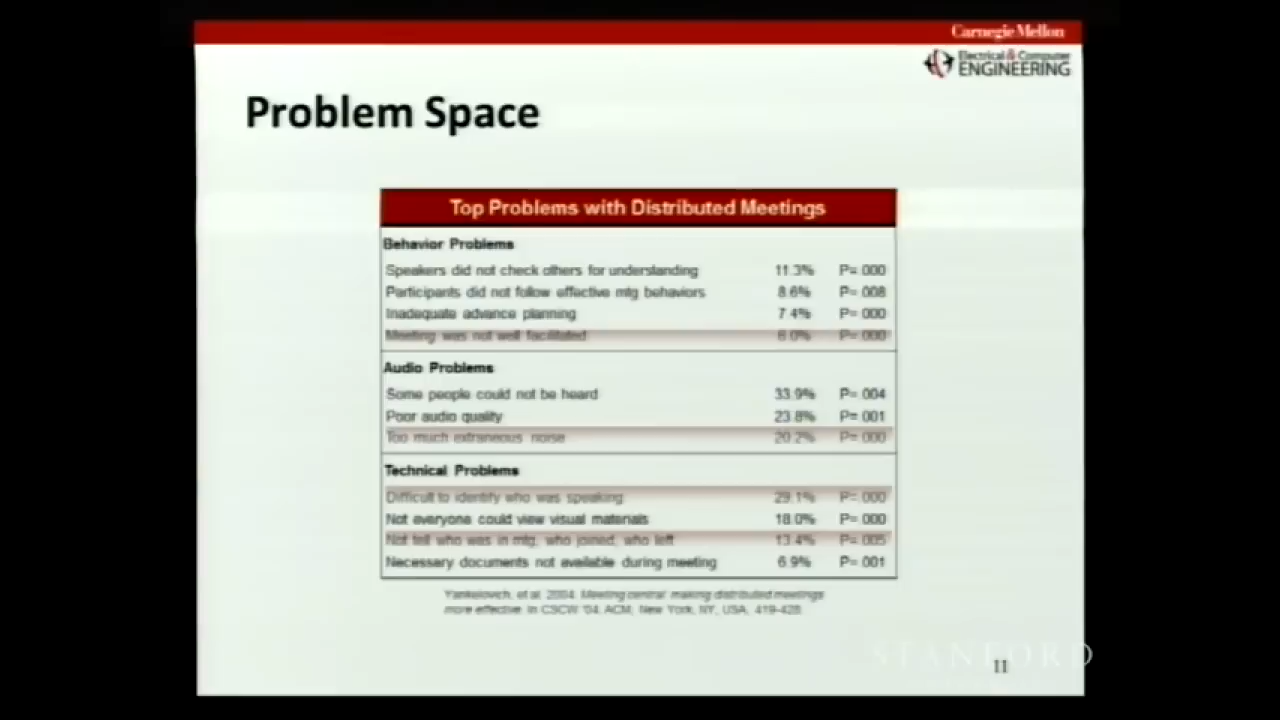 Carnegie Mellon
Electrical & Computer
ENGINEERING
Problem Space
Top Problems with Distributed Meetings
Behavior Problems
Speakers did not check others for understanding 11.3% P=.000
Participants did not follow effective mtg behaviors 8.6% P=.008
Inadequate advance planning 7.4% P=.000
Meeting was not well facilitated 6.0% P=.000
Audio Problems
Some people could not be heard 33.9% P=.004
Poor audio quality 23.8% P=.001
Too much extraneous noise 20.2% P=.000
Technical Problems
Difficult to identify who was speaking 29.1% P=.000
Not everyone could view visual materials 18.0% P=.000
Not tell who was in mtg, who joined, who left 13.4% P=.005
Necessary documents not available during meeting 6.9% P=.001
Yankelovich, et al. 2004. Meeting central: making distributed meetings
more effective. In CSCW '04. ACM, New York, NY, USA, 419-428.
STANFORD
11